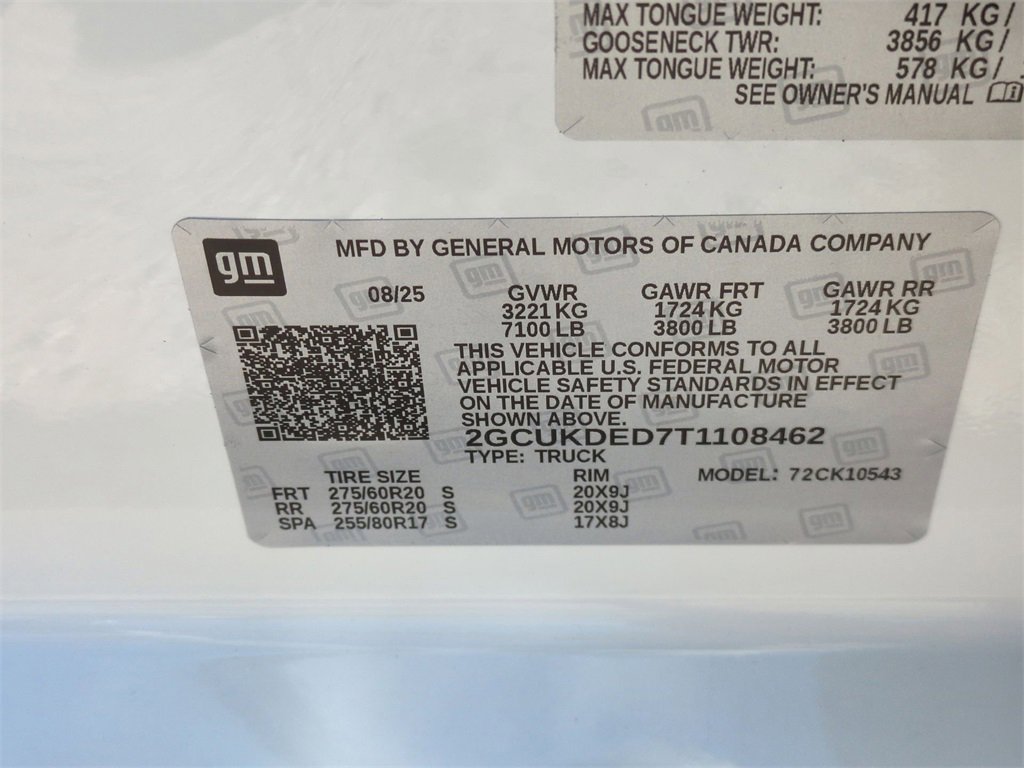 MAX TONGUE WEIGHT: 417 KG/
GOOSENECK TWR: 3856 KG/
MAX TONGUE WEIGHT: 578 KG/
SEE OWNER'S MANUAL
gm
MFD BY GENERAL MOTORS OF CANADA COMPANY
08/25 GVWR GAWR FRT GAWR RR
3221 KG 1724 KG 1724 KG
7100 LB 3800 LB 3800 LB
THIS VEHICLE CONFORMS TO ALL
APPLICABLE U.S. FEDERAL MOTOR
VEHICLE SAFETY STANDARDS IN EFFECT
ON THE DATE OF MANUFACTURE
SHOWN ABOVE.
2GCUKDED7T1108462
TYPE: TRUCK
TIRE SIZE RIM MODEL: 72CK10543
FRT 275/60R20 S 20X9J
RR 275/60R20 S 20X9J
SPA 255/80R17 S 17X8J